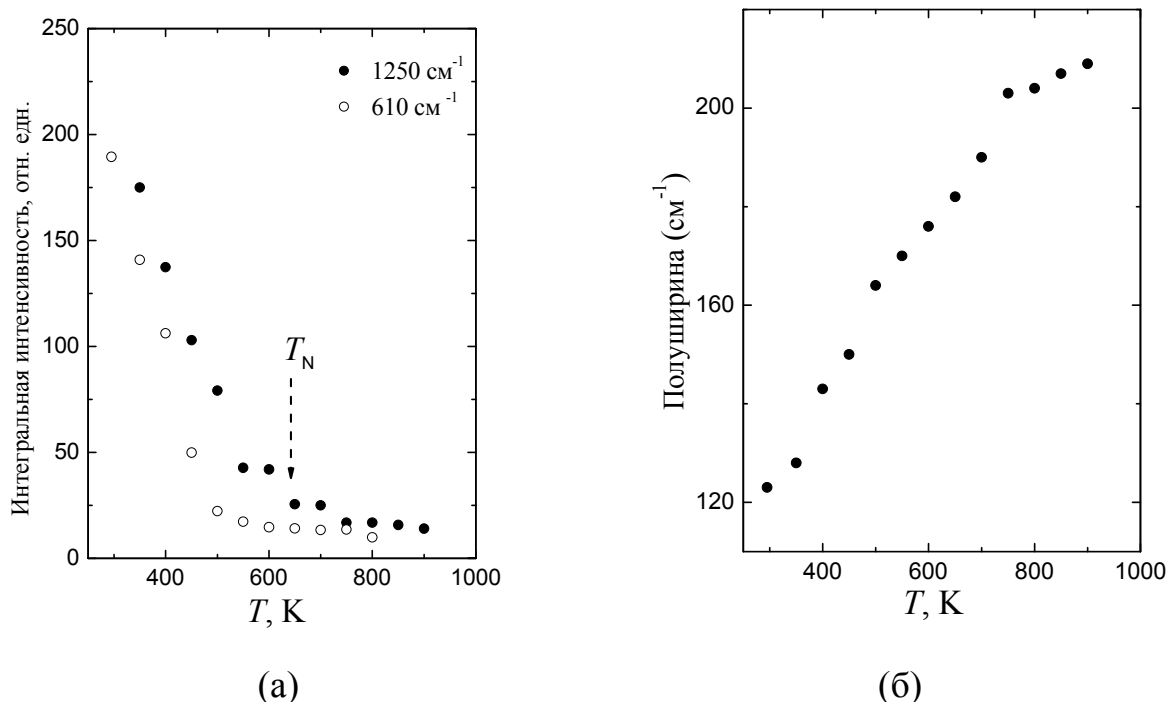 250
200
150
100
50
0
Интегральная интенсивность, отн. едн.
1250 см⁻¹
610 см⁻¹
T_N
400 600 800 1000
T, K
(а)
200
160
120
Полуширина (см⁻¹)
400 600 800 1000
T, K
(б)